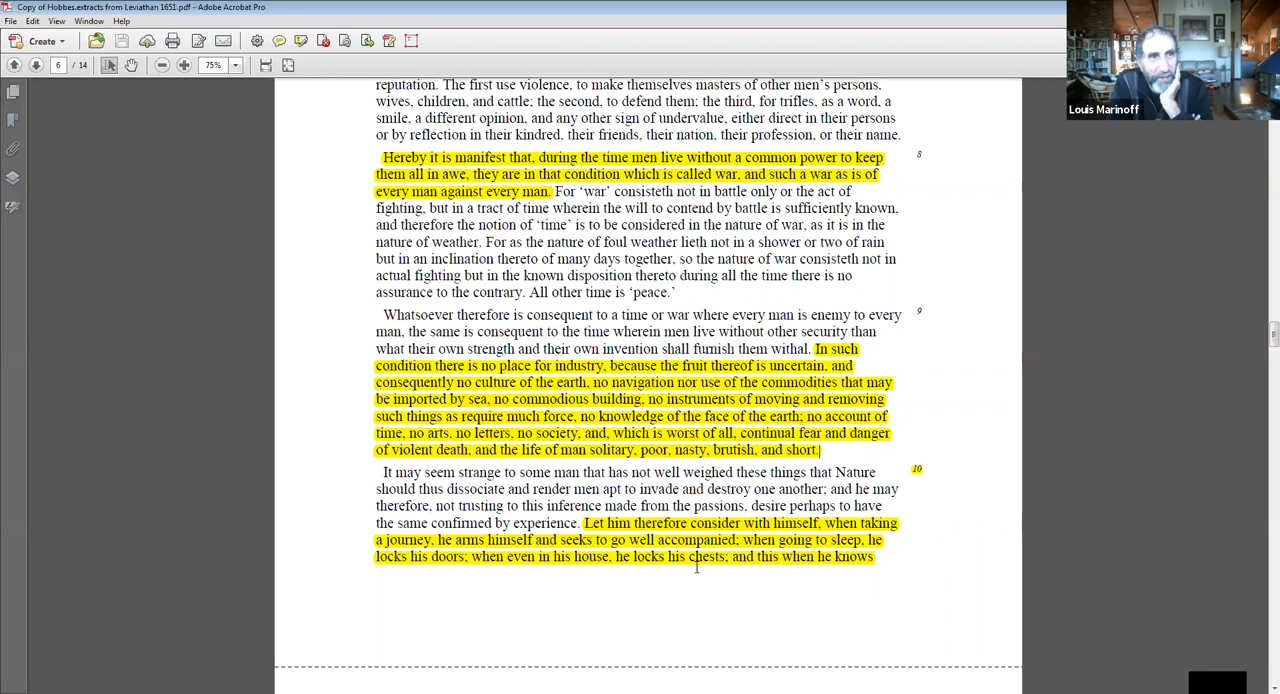 Copy of Hobbes.extracts from Leviathan 1651.pdf - Adobe Acrobat Pro
File Edit View Window Help
Create
6 / 14 75%
Louis Marinoff
reputation. The first use violence, to make themselves masters of other men's persons,
wives, children, and cattle; the second, to defend them; the third, for trifles, as a word, a
smile, a different opinion, and any other sign of undervalue, either direct in their persons
or by reflection in their kindred, their friends, their nation, their profession, or their name.
Hereby it is manifest that, during the time men live without a common power to keep 8
them all in awe, they are in that condition which is called war, and such a war as is of
every man against every man. For ‘war’ consisteth not in battle only or the act of
fighting, but in a tract of time wherein the will to contend by battle is sufficiently known,
and therefore the notion of ‘time’ is to be considered in the nature of war, as it is in the
nature of weather. For as the nature of foul weather lieth not in a shower or two of rain
but in an inclination thereto of many days together, so the nature of war consisteth not in
actual fighting but in the known disposition thereto during all the time there is no
assurance to the contrary. All other time is ‘peace.’
Whatsoever therefore is consequent to a time or war where every man is enemy to every 9
man, the same is consequent to the time wherein men live without other security than
what their own strength and their own invention shall furnish them withal. In such
condition there is no place for industry, because the fruit thereof is uncertain, and
consequently no culture of the earth, no navigation nor use of the commodities that may
be imported by sea, no commodious building, no instruments of moving and removing
such things as require much force, no knowledge of the face of the earth; no account of
time, no arts, no letters, no society, and, which is worst of all, continual fear and danger
of violent death, and the life of man solitary, poor, nasty, brutish, and short.
It may seem strange to some man that has not well weighed these things that Nature 10
should thus dissociate and render men apt to invade and destroy one another; and he may
therefore, not trusting to this inference made from the passions, desire perhaps to have
the same confirmed by experience. Let him therefore consider with himself, when taking
a journey, he arms himself and seeks to go well accompanied; when going to sleep, he
locks his doors; when even in his house, he locks his chests; and this when he knows